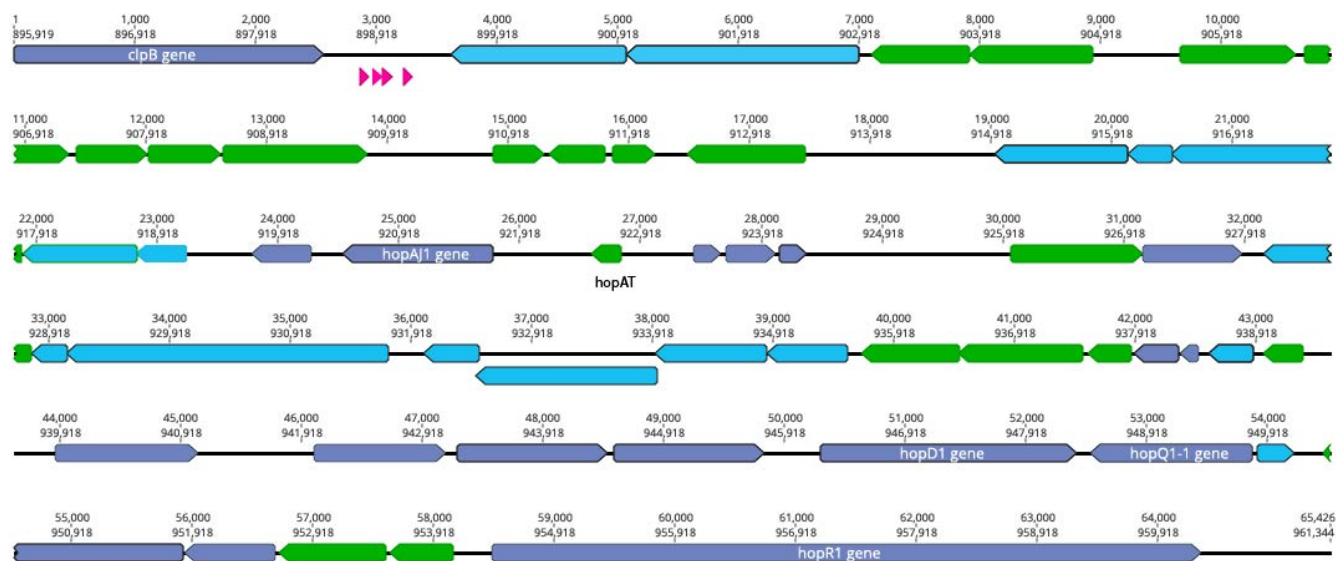 1 1,000 2,000 3,000 4,000 5,000 6,000 7,000 8,000 9,000 10,000
895,919 896,918 897,918 898,918 899,918 900,918 901,918 902,918 903,918 904,918 905,918
clpB gene
11,000 12,000 13,000 14,000 15,000 16,000 17,000 18,000 19,000 20,000 21,000
906,918 907,918 908,918 909,918 910,918 911,918 912,918 913,918 914,918 915,918 916,918
22,000 23,000 24,000 25,000 26,000 27,000 28,000 29,000 30,000 31,000 32,000
917,918 918,918 919,918 920,918 921,918 922,918 923,918 924,918 925,918 926,918 927,918
hopAJ1 gene
hopAT
33,000 34,000 35,000 36,000 37,000 38,000 39,000 40,000 41,000 42,000 43,000
928,918 929,918 930,918 931,918 932,918 933,918 934,918 935,918 936,918 937,918 938,918
44,000 45,000 46,000 47,000 48,000 49,000 50,000 51,000 52,000 53,000 54,000
939,918 940,918 941,918 942,918 943,918 944,918 945,918 946,918 947,918 948,918 949,918
hopD1 gene hopQ1-1 gene
55,000 56,000 57,000 58,000 59,000 60,000 61,000 62,000 63,000 64,000 65,426
950,918 951,918 952,918 953,918 954,918 955,918 956,918 957,918 958,918 959,918 961,344
hopR1 gene